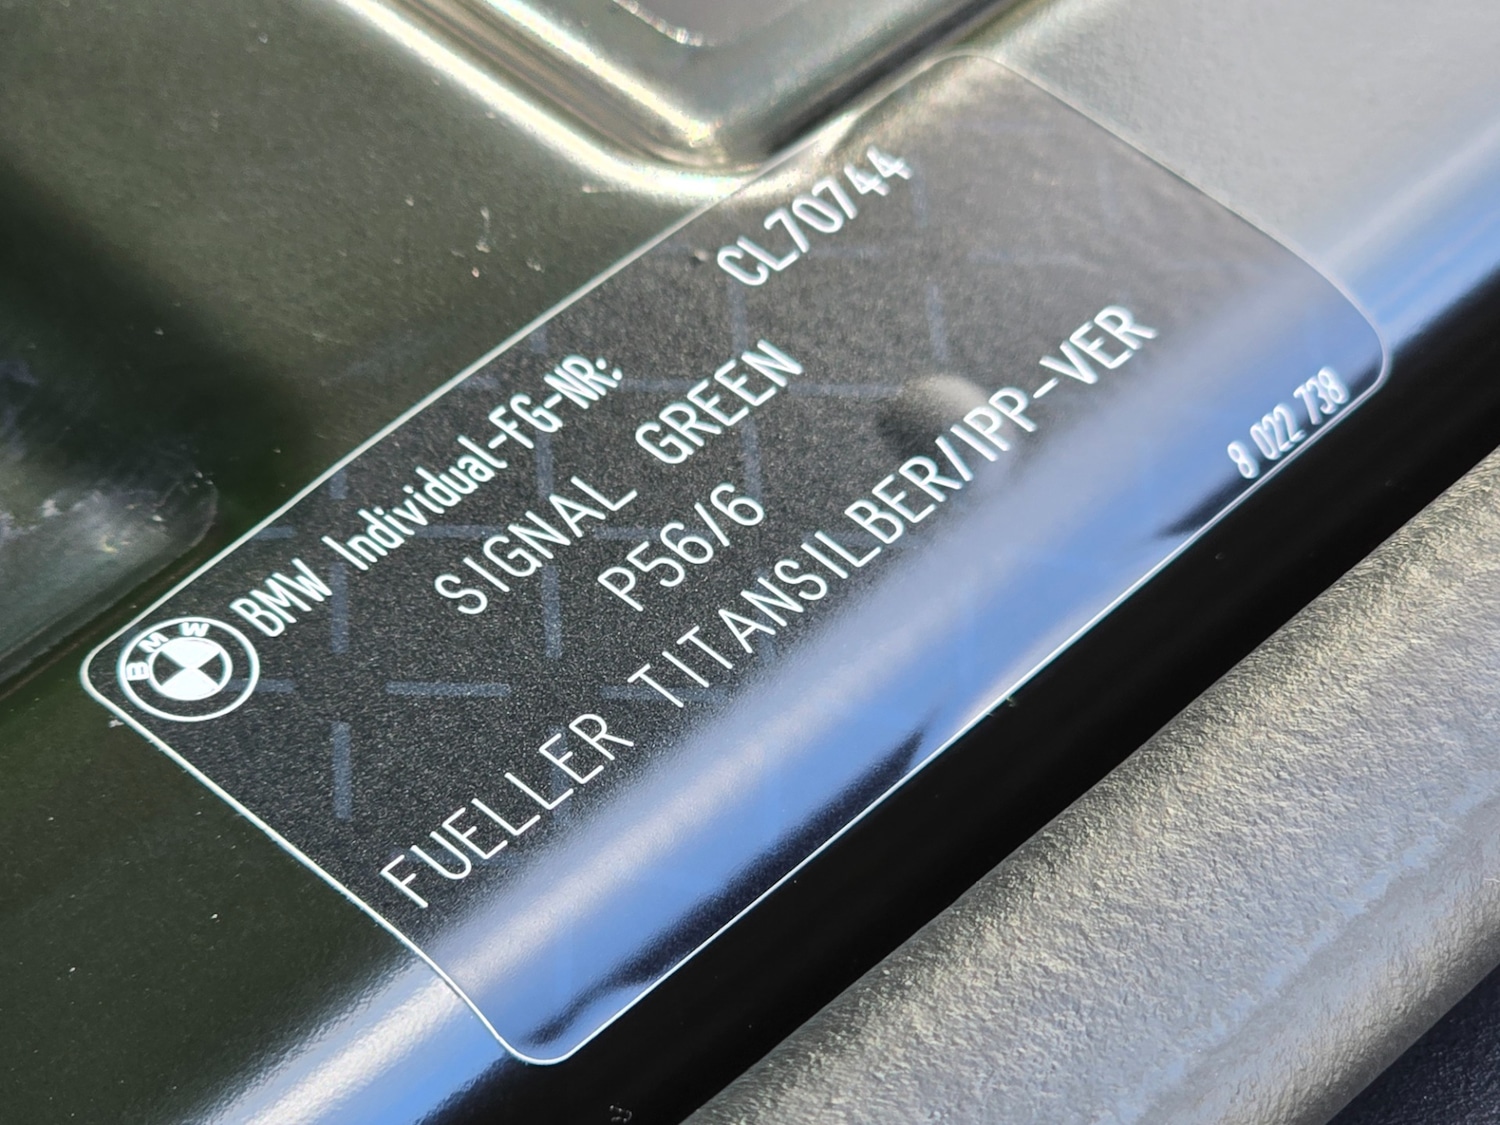 BMW
BMW Individual-FG-NR: CL70744
SIGNAL GREEN
P56/6
FUELLER TITANSILBER/IPP-VER
8 022 738